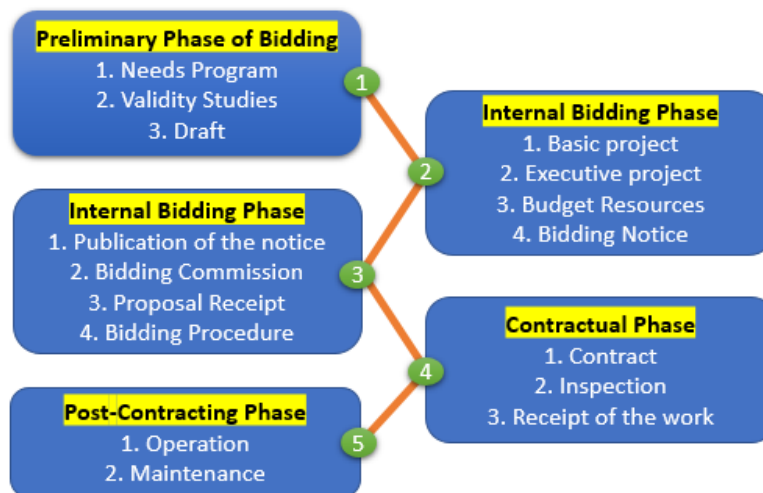 Preliminary Phase of Bidding
1. Needs Program
2. Validity Studies
3. Draft
1
Internal Bidding Phase
1. Basic project
2. Executive project
3. Budget Resources
4. Bidding Notice
2
Internal Bidding Phase
1. Publication of the notice
2. Bidding Commission
3. Proposal Receipt
4. Bidding Procedure
3
Contractual Phase
1. Contract
2. Inspection
3. Receipt of the work
4
Post-Contracting Phase
1. Operation
2. Maintenance
5